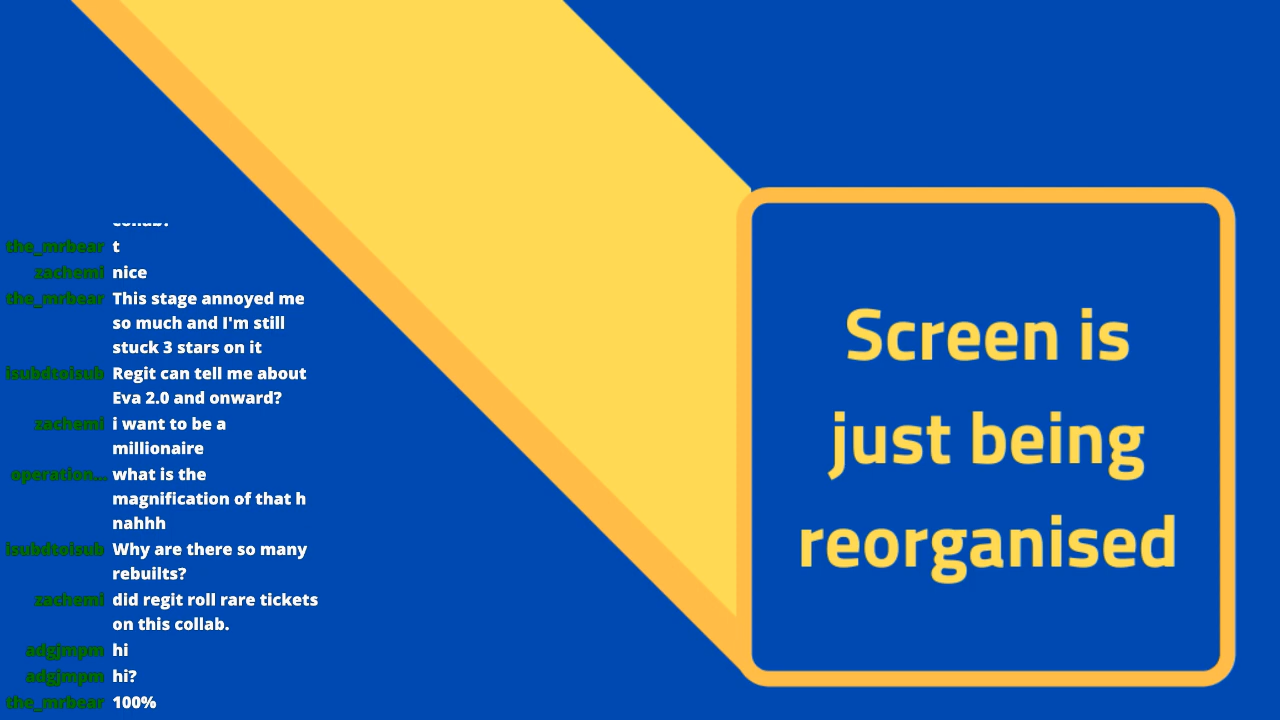 the_mrbear t
zachemi nice
the_mrbear This stage annoyed me
so much and I'm still
stuck 3 stars on it
isubdtoisub Regit can tell me about
Eva 2.0 and onward?
zachemi i want to be a
millionaire
operation... what is the
magnification of that h
nahhh
isubdtoisub Why are there so many
rebuilts?
zachemi did regit roll rare tickets
on this collab.
adgjmpm hi
adgjmpm hi?
the_mrbear 100%
Screen is
just being
reorganised